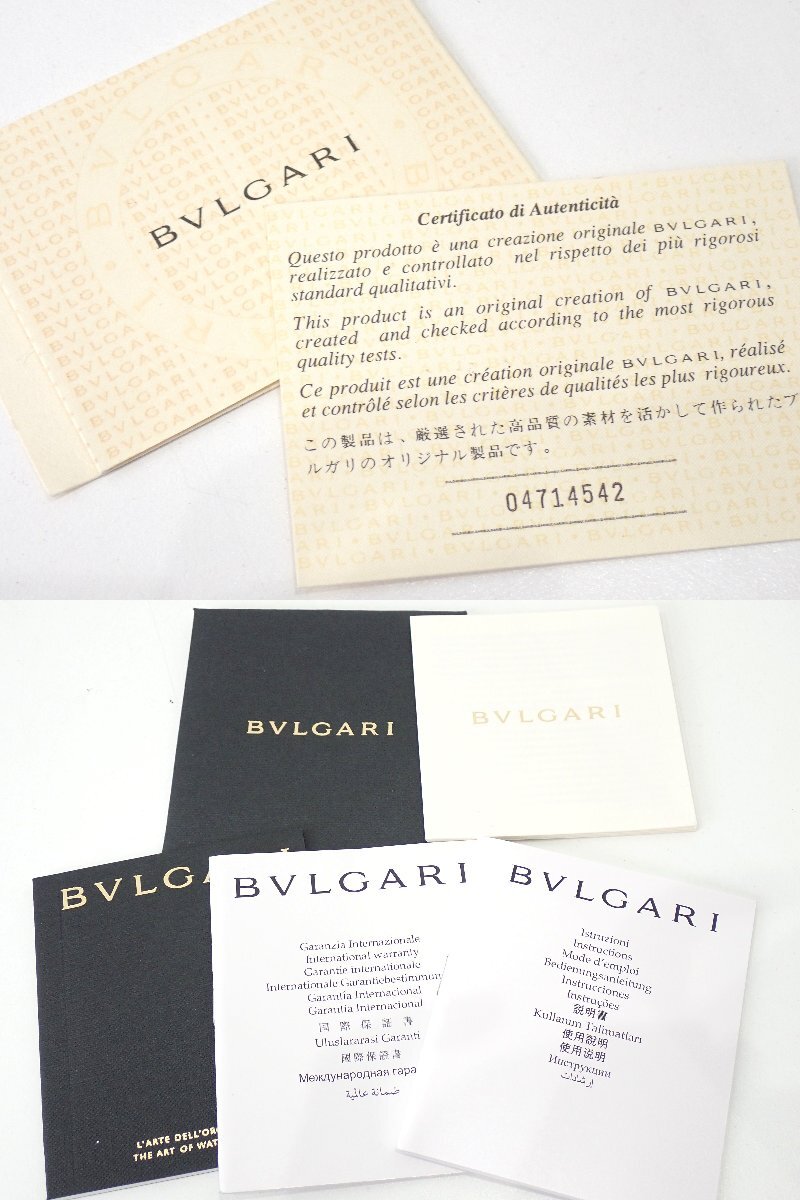 BVLGARI
Certificato di Autenticità
Questo prodotto è una creazione originale BVLGARI,
realizzato e controllato nel rispetto dei più rigorosi
standard qualitativi.
This product is an original creation of BVLGARI,
created and checked according to the most rigorous
quality tests.
Ce produit est une création originale BVLGARI, réalisé
et contrôlé selon les critères de qualités les plus rigoureux.
この製品は、厳選された高品質の素材を活かして作られたブ
ルガリのオリジナル製品です。
04714542
BVLGARI
BVLGARI
BVLG
L'ARTE DELL'OR
THE ART OF WAT
BVLGARI
Garanzia Internazionale
International warranty
Garantie internationale
Internationale Garantiebestimmun
Garantía Internacional
Garantia Internacional
国際保証書
Uluslararasi Garanti
國際保證書
Международная гара
ضمانة عالمية
BVLGARI
Istruzioni
Instructions
Mode d'emploi
Bedienungsanleitung
Instrucciones
Instruções
説明書
Kullanım Talimatları
使用說明
使用说明
Инструкции
إرشادات